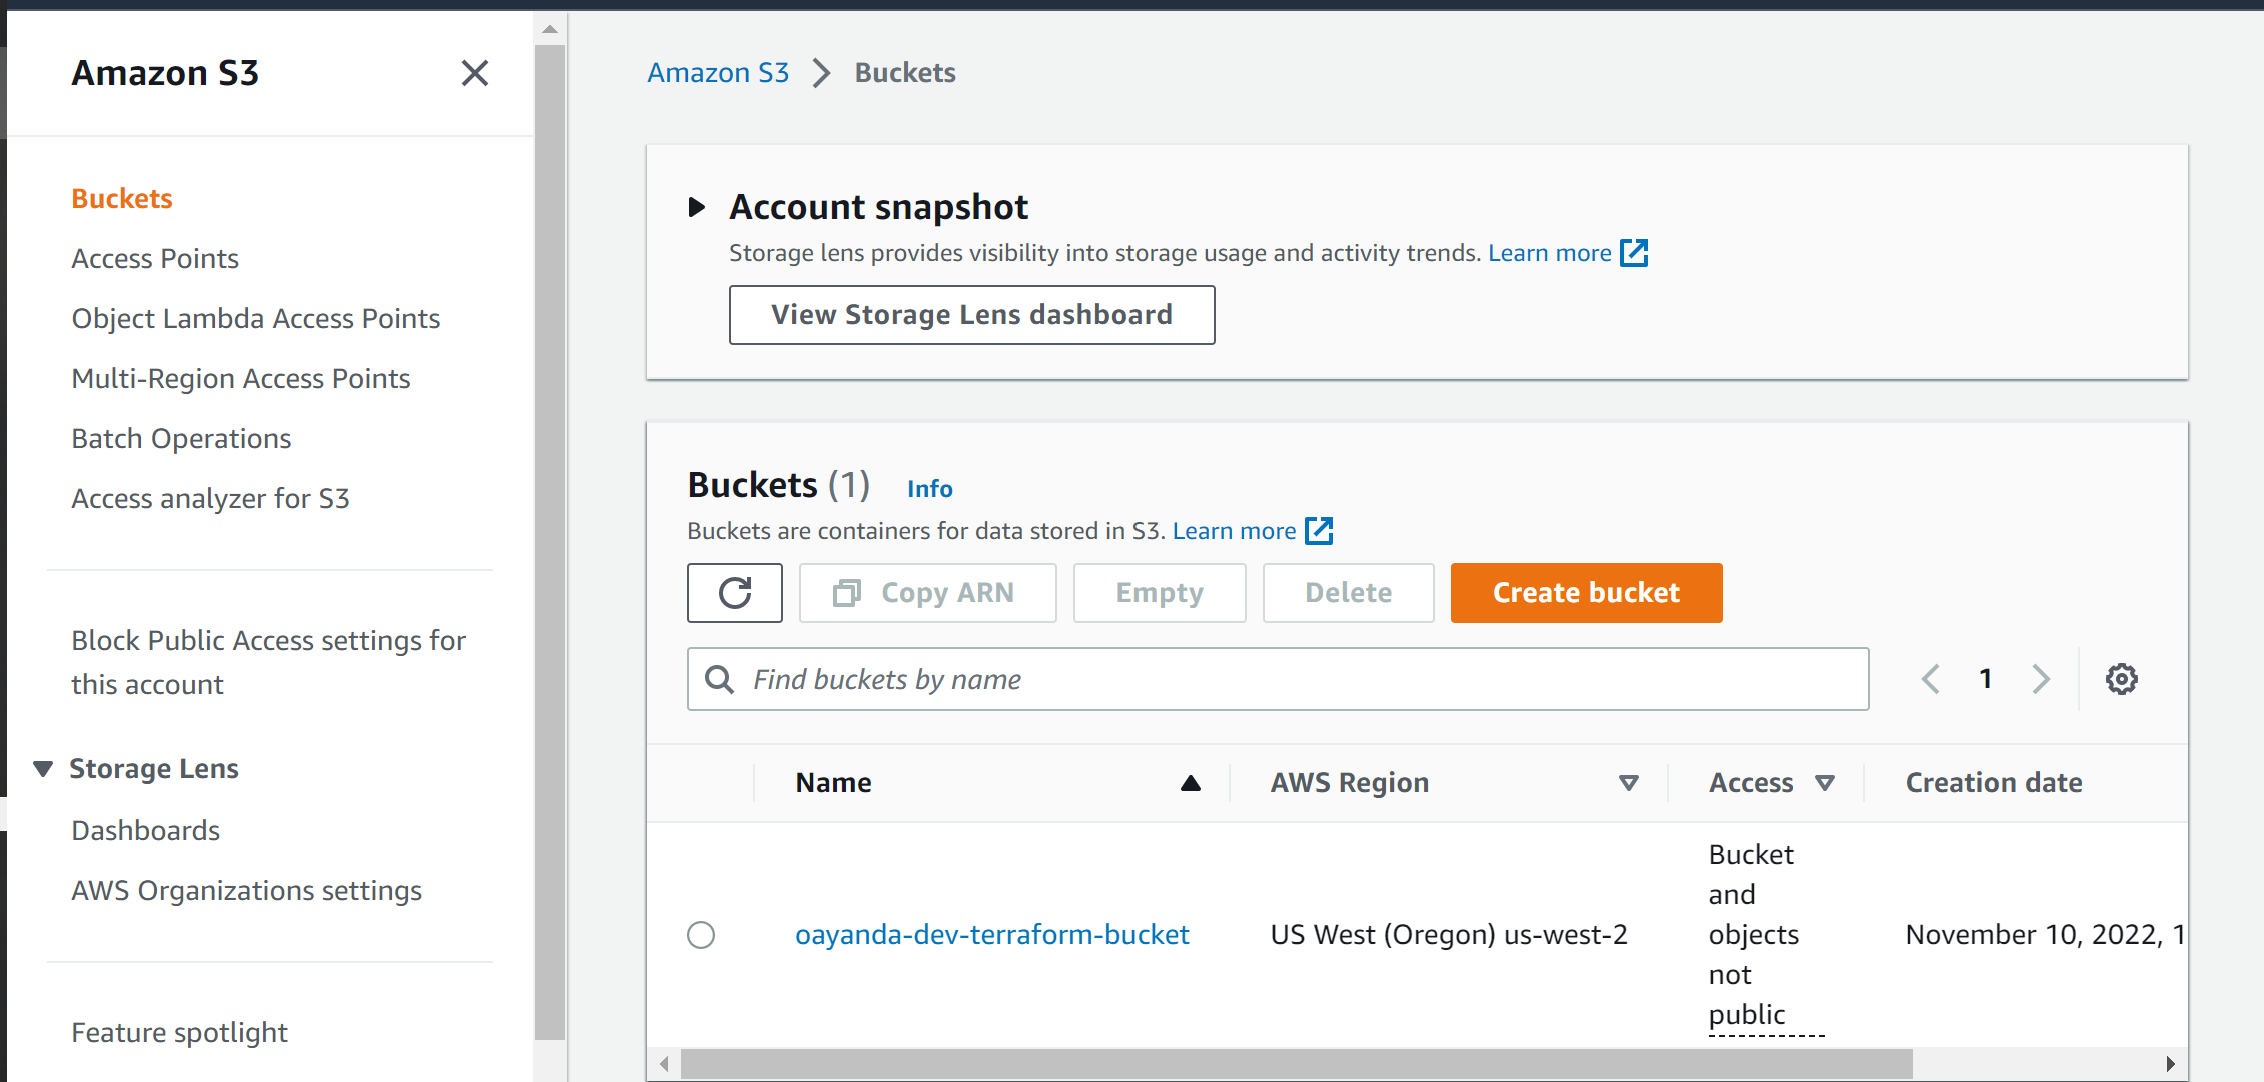 Amazon S3
Buckets
Access Points
Object Lambda Access Points
Multi-Region Access Points
Batch Operations
Access analyzer for S3
Block Public Access settings for
this account
Storage Lens
Dashboards
AWS Organizations settings
Feature spotlight
Amazon S3 Buckets
Account snapshot
Storage lens provides visibility into storage usage and activity trends. Learn more
View Storage Lens dashboard
Buckets (1) Info
Buckets are containers for data stored in S3. Learn more
Copy ARN Empty Delete Create bucket
Find buckets by name 1
Name AWS Region Access Creation date
oayanda-dev-terraform-bucket US West (Oregon) us-west-2
Bucket
and
objects
not
public
November 10, 2022, 1